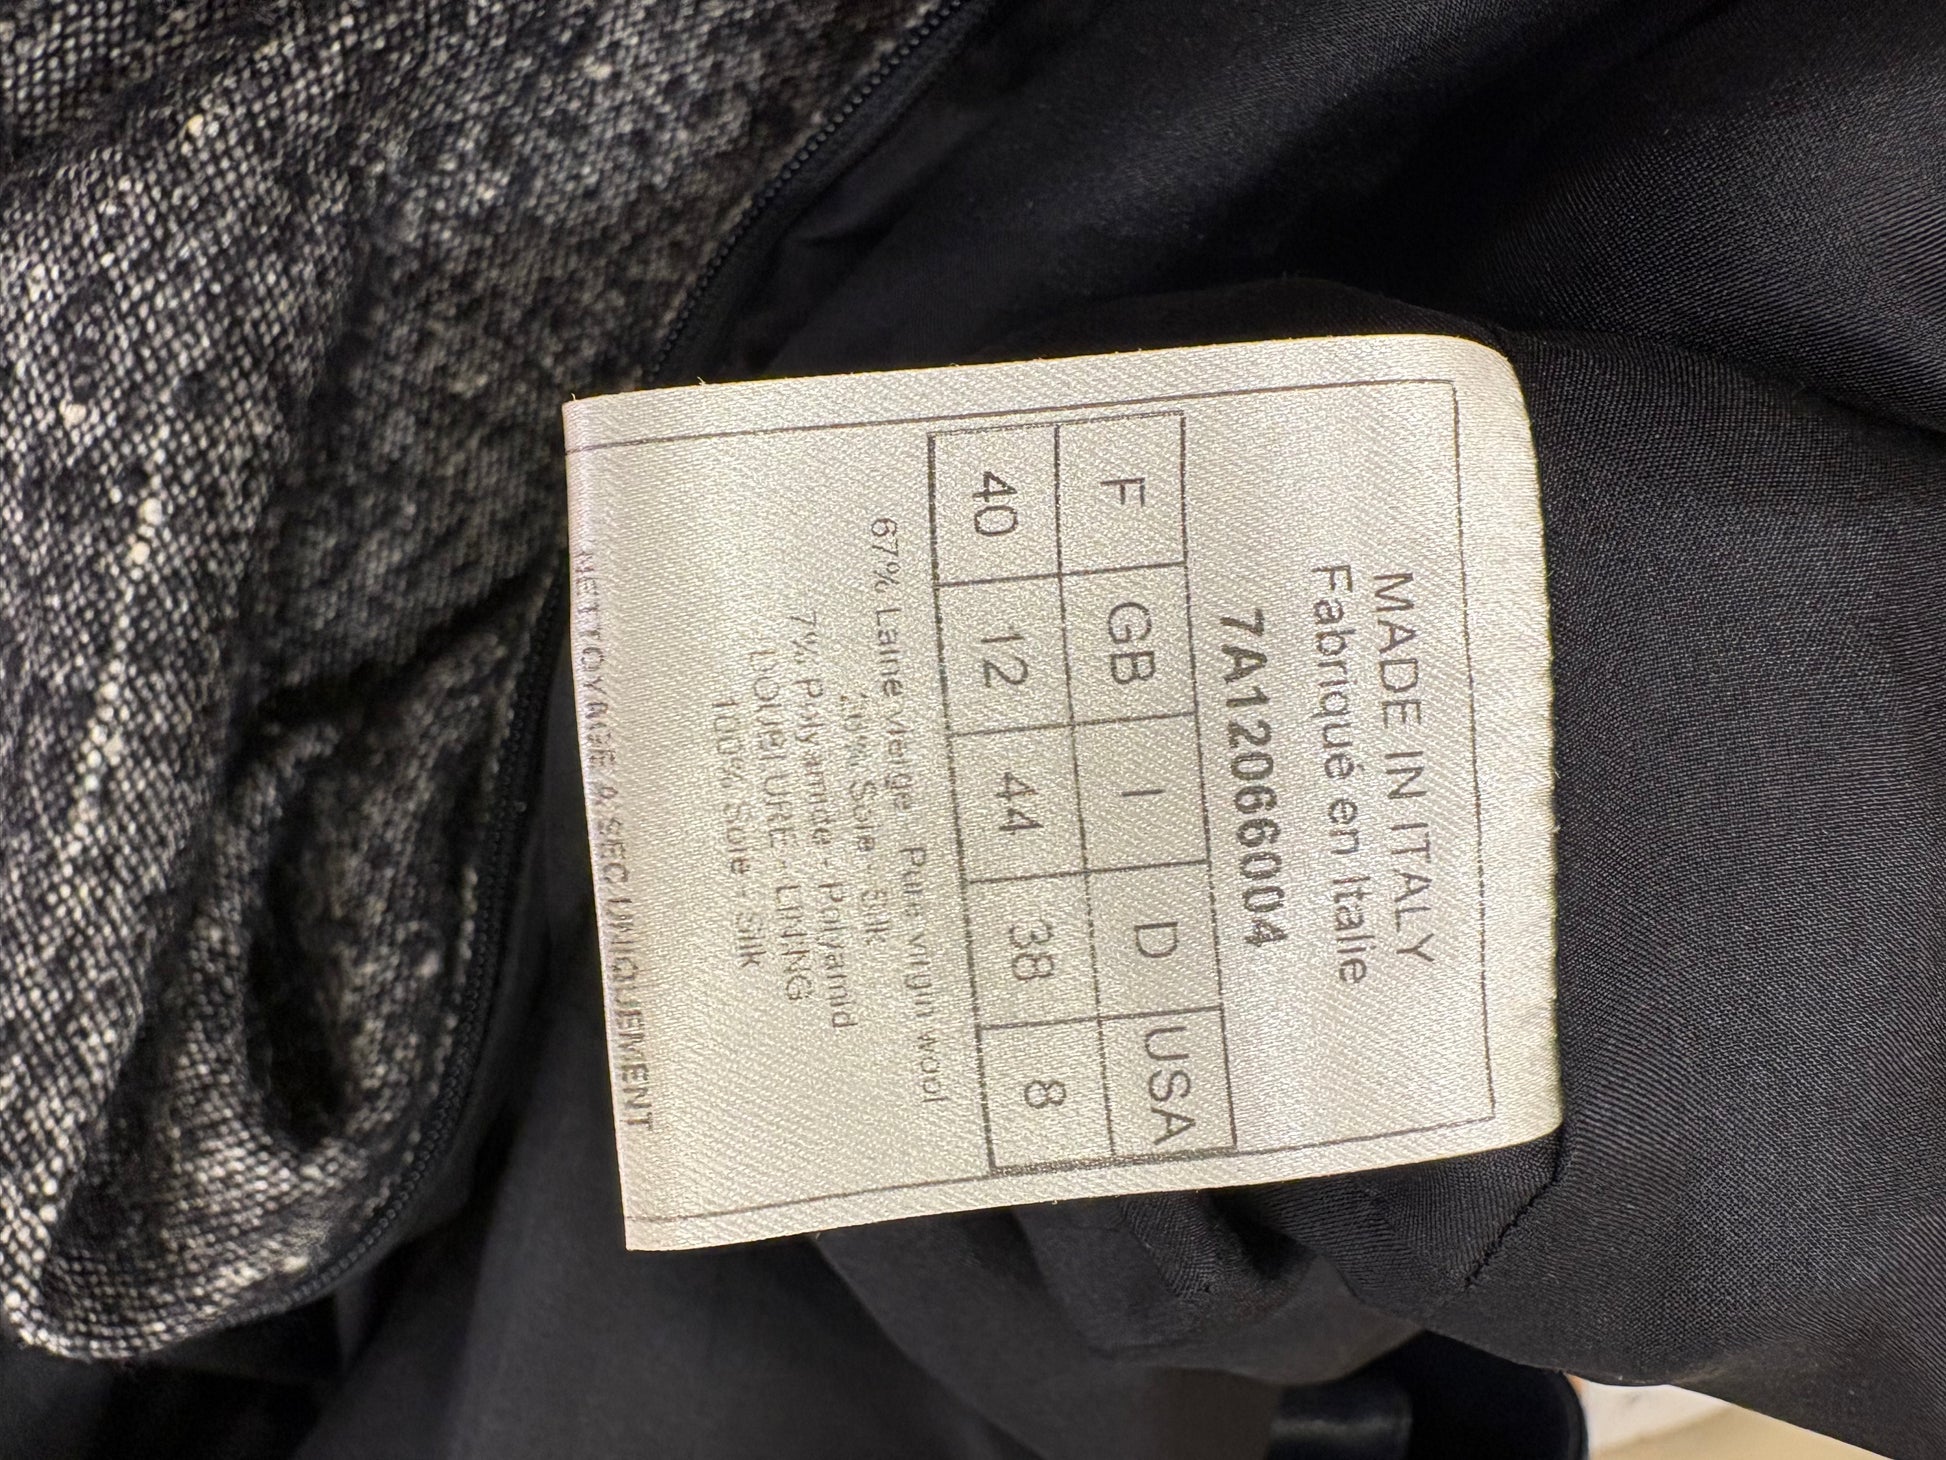 MADE IN ITALY
Fabriqué en Italie
7A12066004
F GB I D USA
40 12 44 38 8
67% Laine vierge - Pure virgin wool
Soie - Silk
7% Polyamide - Polyamid
DOUBLURE - LINING
100% Soie - Silk
NETTOYAGE A SEC UNIQUEMENT